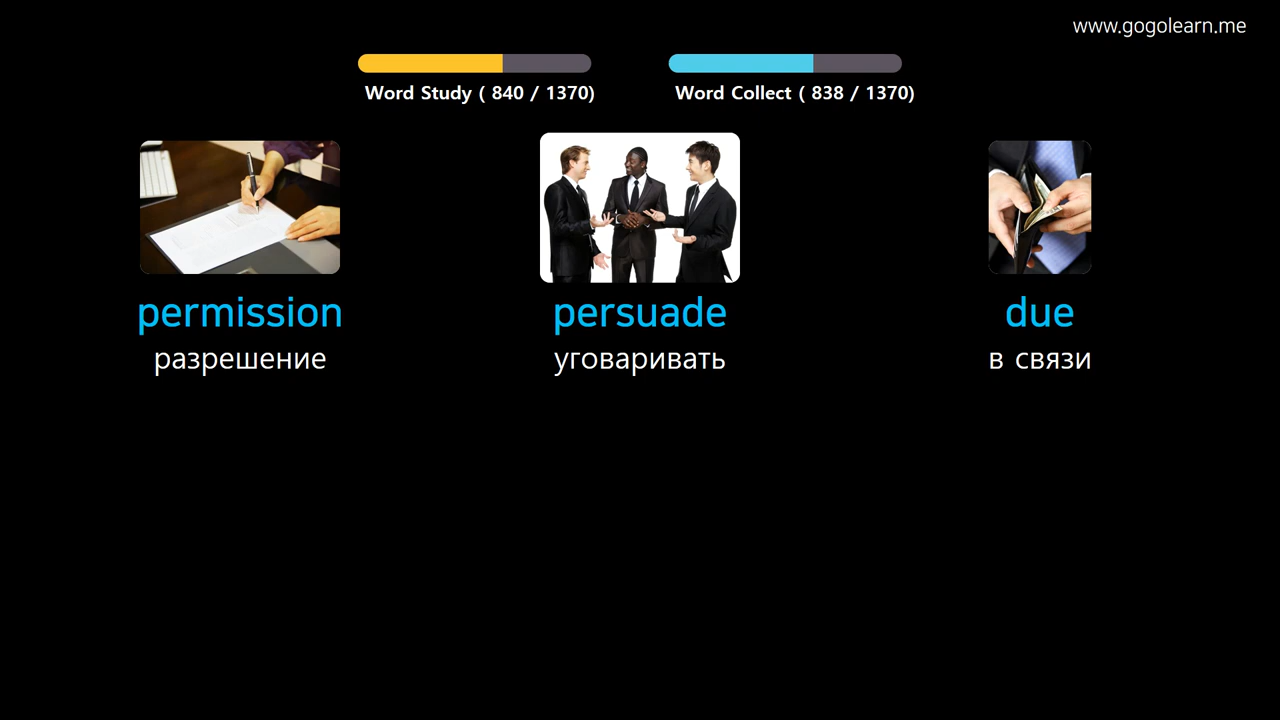 www.gogolearn.me
Word Study ( 840 / 1370)
Word Collect ( 838 / 1370)
permission
разрешение
persuade
уговаривать
due
в связи